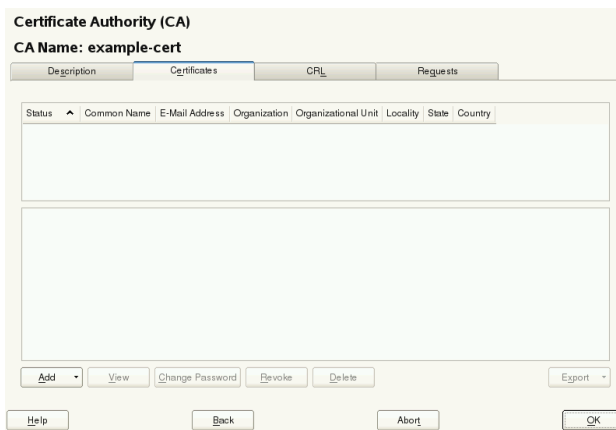 Certificate Authority (CA)
CA Name: example-cert
Description Certificates CRL Requests
Status Common Name E-Mail Address Organization Organizational Unit Locality State Country
Add View Change Password Revoke Delete Export
Help Back Abort OK